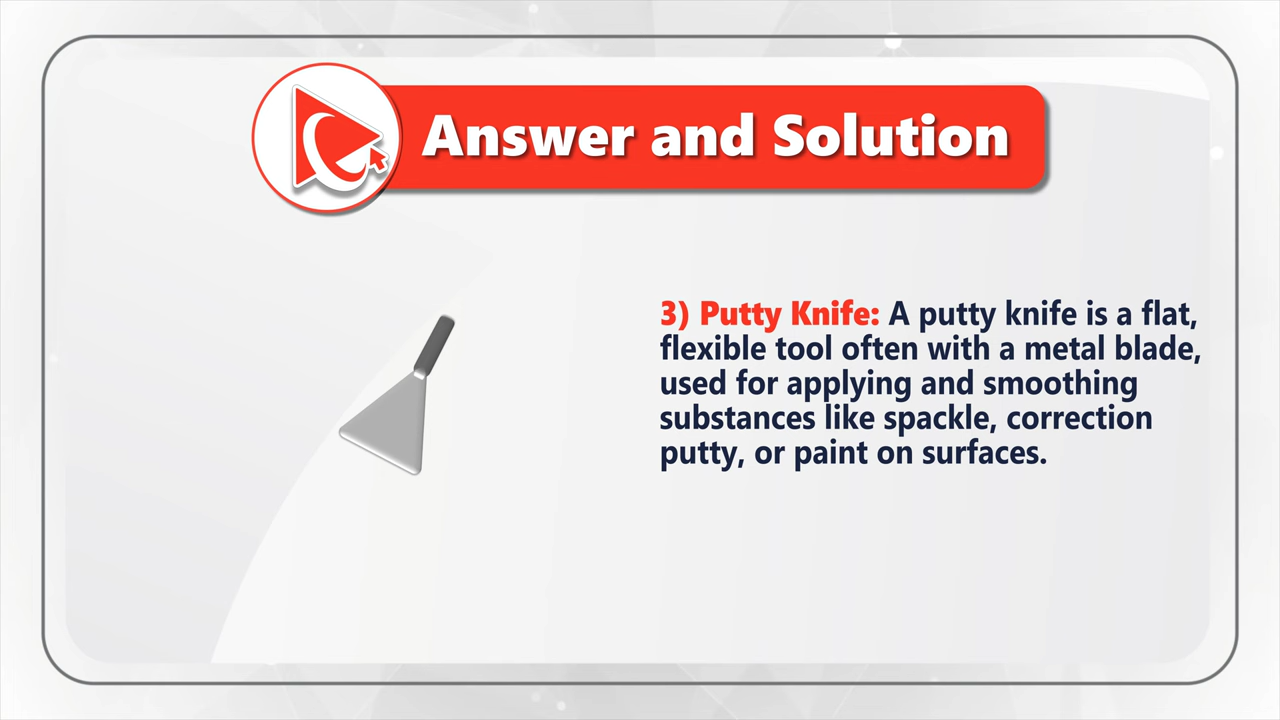 Answer and Solution
3) Putty Knife: A putty knife is a flat,
flexible tool often with a metal blade,
used for applying and smoothing
substances like spackle, correction
putty, or paint on surfaces.